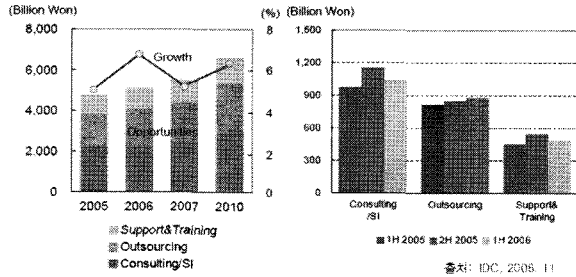 (Billion Won)
(%)
8,000
6,000
4,000
2.000
0
8
6
4
2
0
Growth
Opportunities
2005
2006
2007
2010
Support&Training
Outsourcing
Consulting/SI
(Billion Won)
1,500
1,200
900
600
300
0
Consulting
/SI
Outsourcing
Support&
Training
1H 2005
2H 2005
1H 2006
출처: IDC, 2006. 11